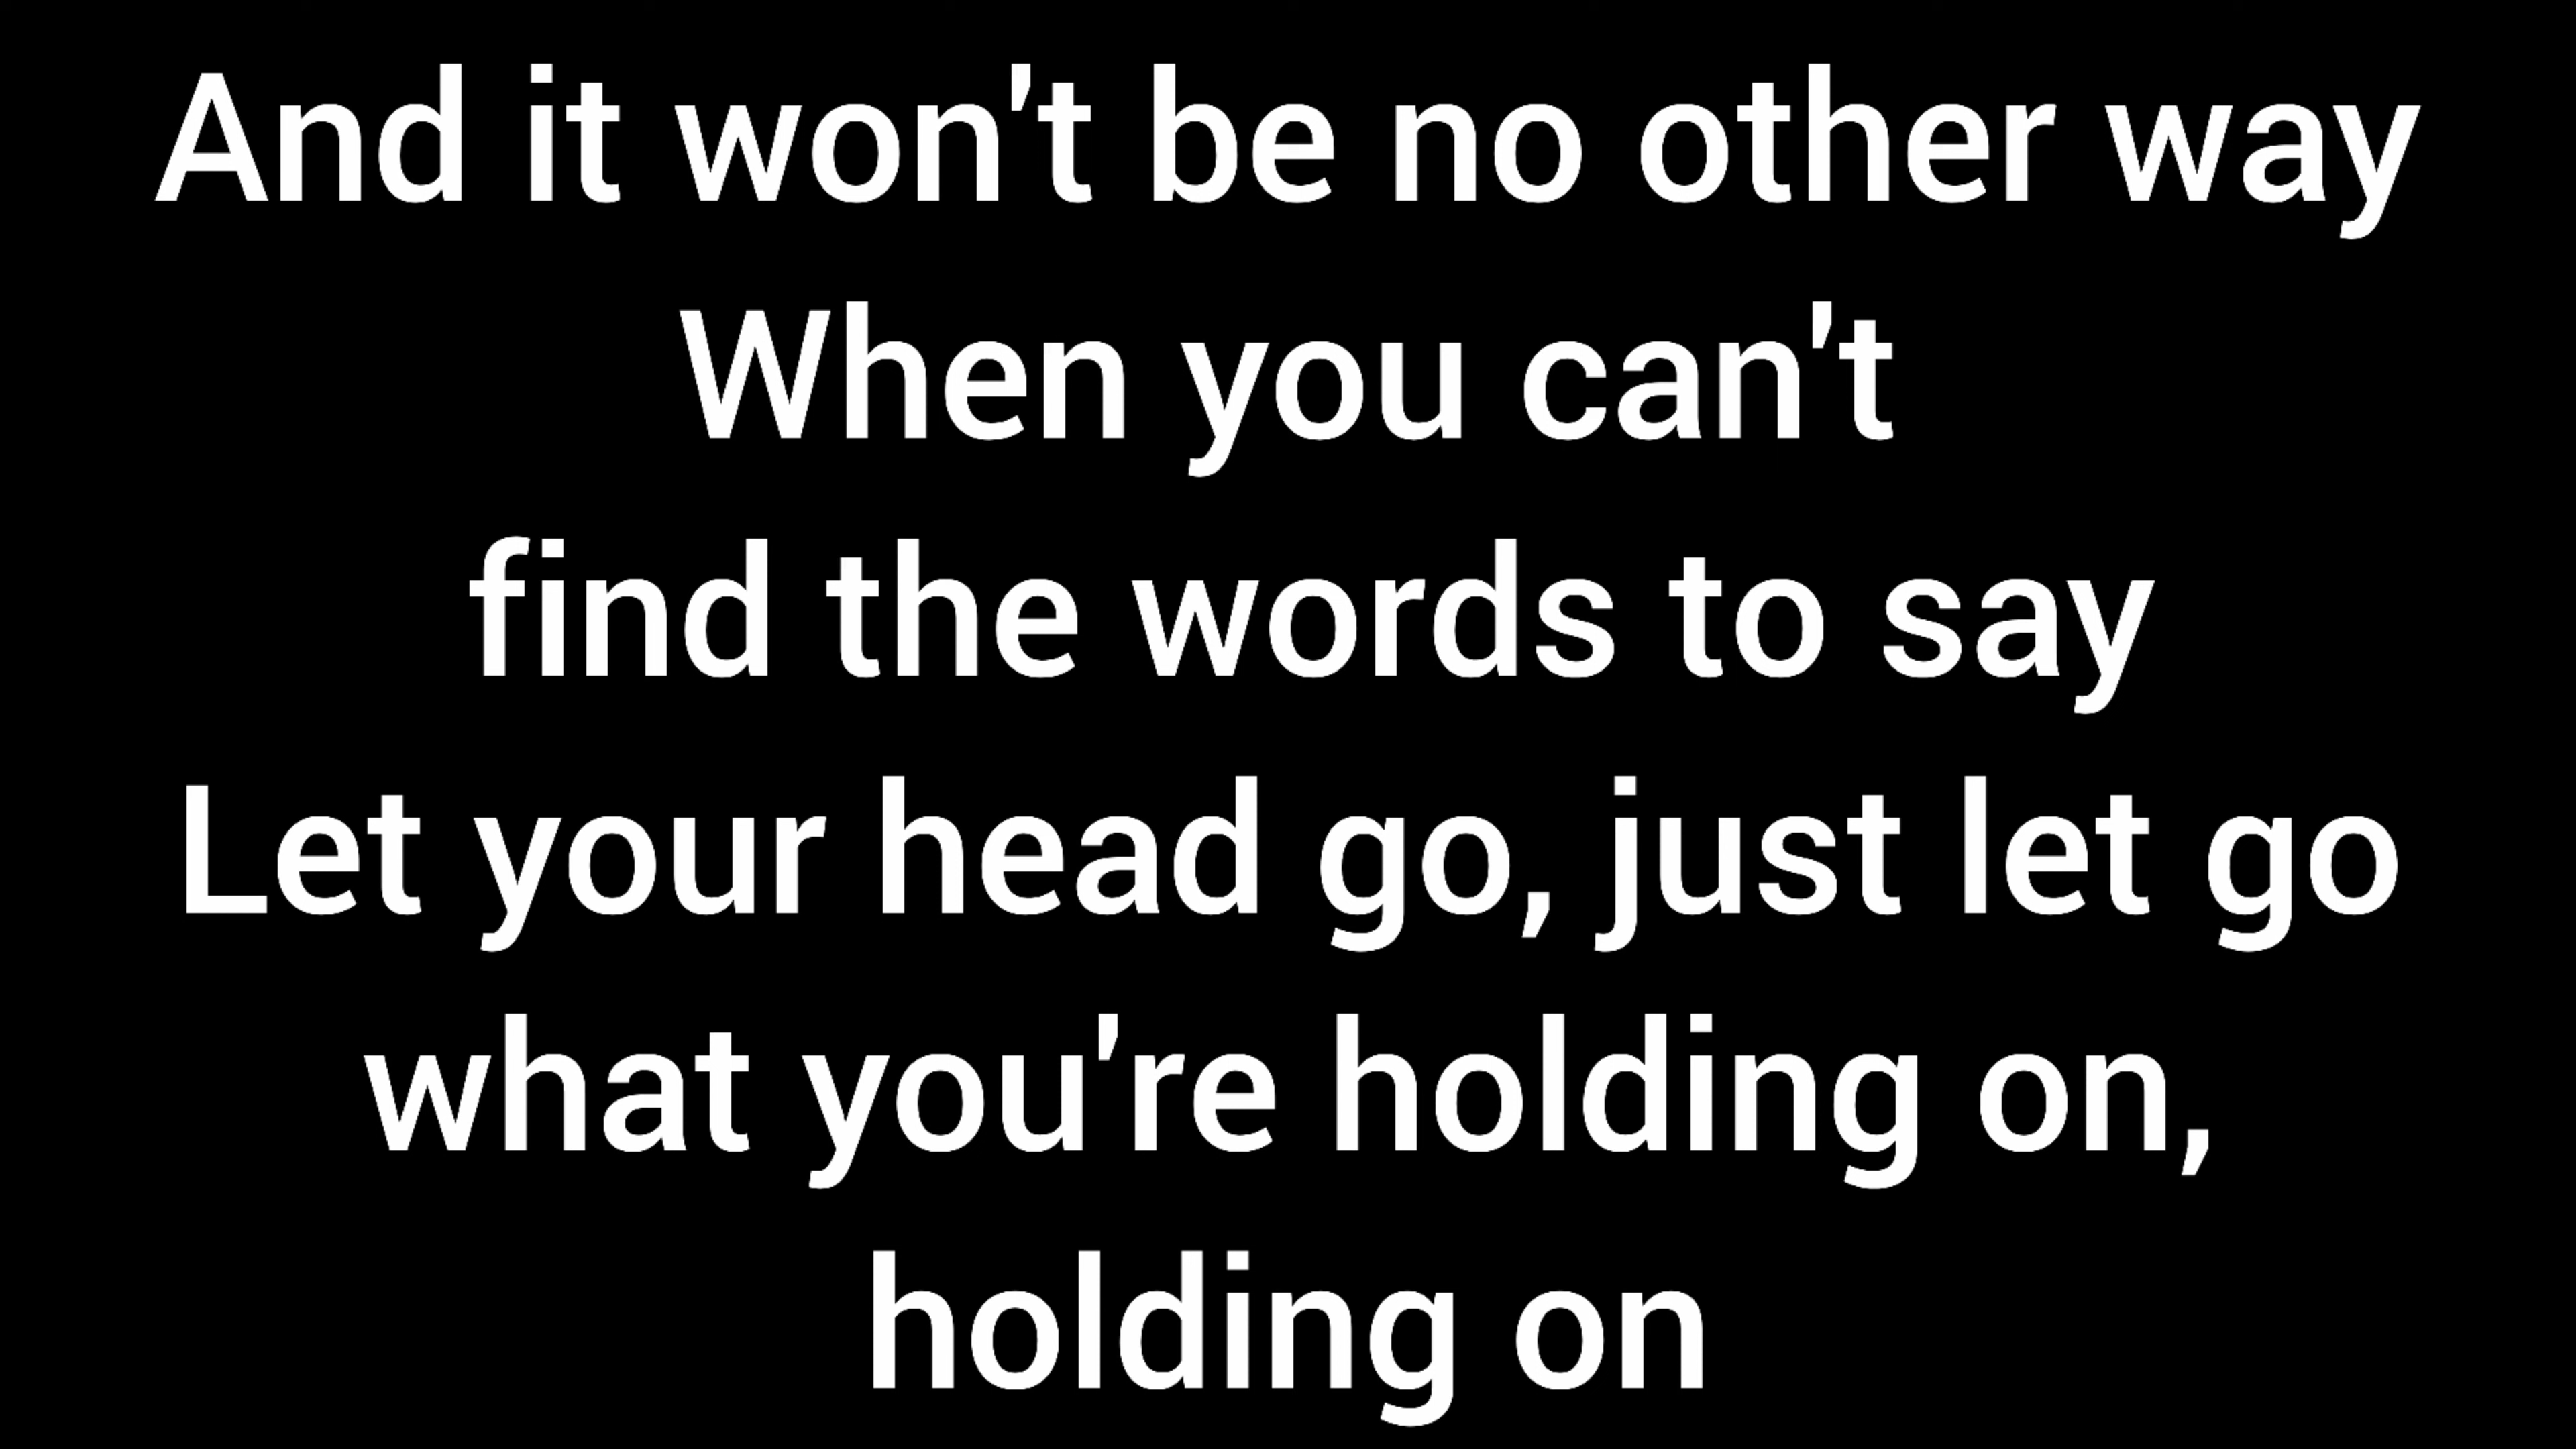 And it won't be no other way
When you can't
find the words to say
Let your head go, just let go
what you're holding on,
holding on